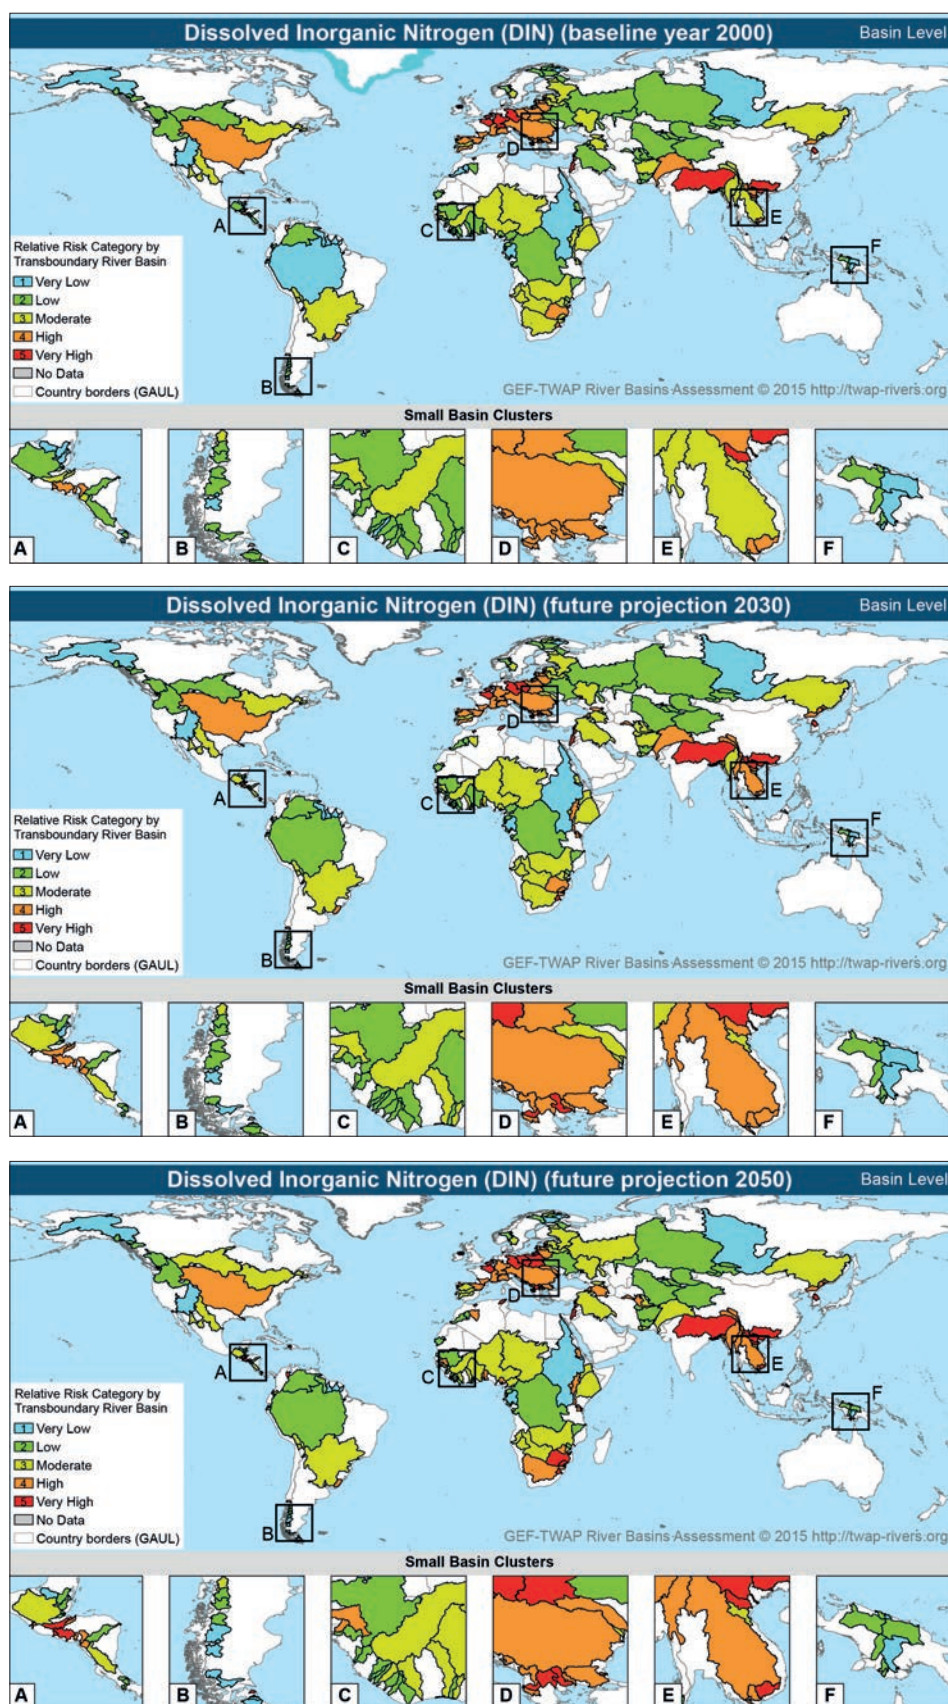 Dissolved Inorganic Nitrogen (DIN) (baseline year 2000) Basin Level
A
B
C
D
E
F
Relative Risk Category by
Transboundary River Basin
1 Very Low
2 Low
3 Moderate
4 High
5 Very High
No Data
Country borders (GAUL)
GEF-TWAP River Basins Assessment © 2015 http://twap-rivers.org
Small Basin Clusters
A B C D E F
Dissolved Inorganic Nitrogen (DIN) (future projection 2030) Basin Level
A
B
C
D
E
F
Relative Risk Category by
Transboundary River Basin
1 Very Low
2 Low
3 Moderate
4 High
5 Very High
No Data
Country borders (GAUL)
GEF-TWAP River Basins Assessment © 2015 http://twap-rivers.org
Small Basin Clusters
A B C D E F
Dissolved Inorganic Nitrogen (DIN) (future projection 2050) Basin Level
A
B
C
D
E
F
Relative Risk Category by
Transboundary River Basin
1 Very Low
2 Low
3 Moderate
4 High
5 Very High
No Data
Country borders (GAUL)
GEF-TWAP River Basins Assessment © 2015 http://twap-rivers.org
Small Basin Clusters
A B C D E F